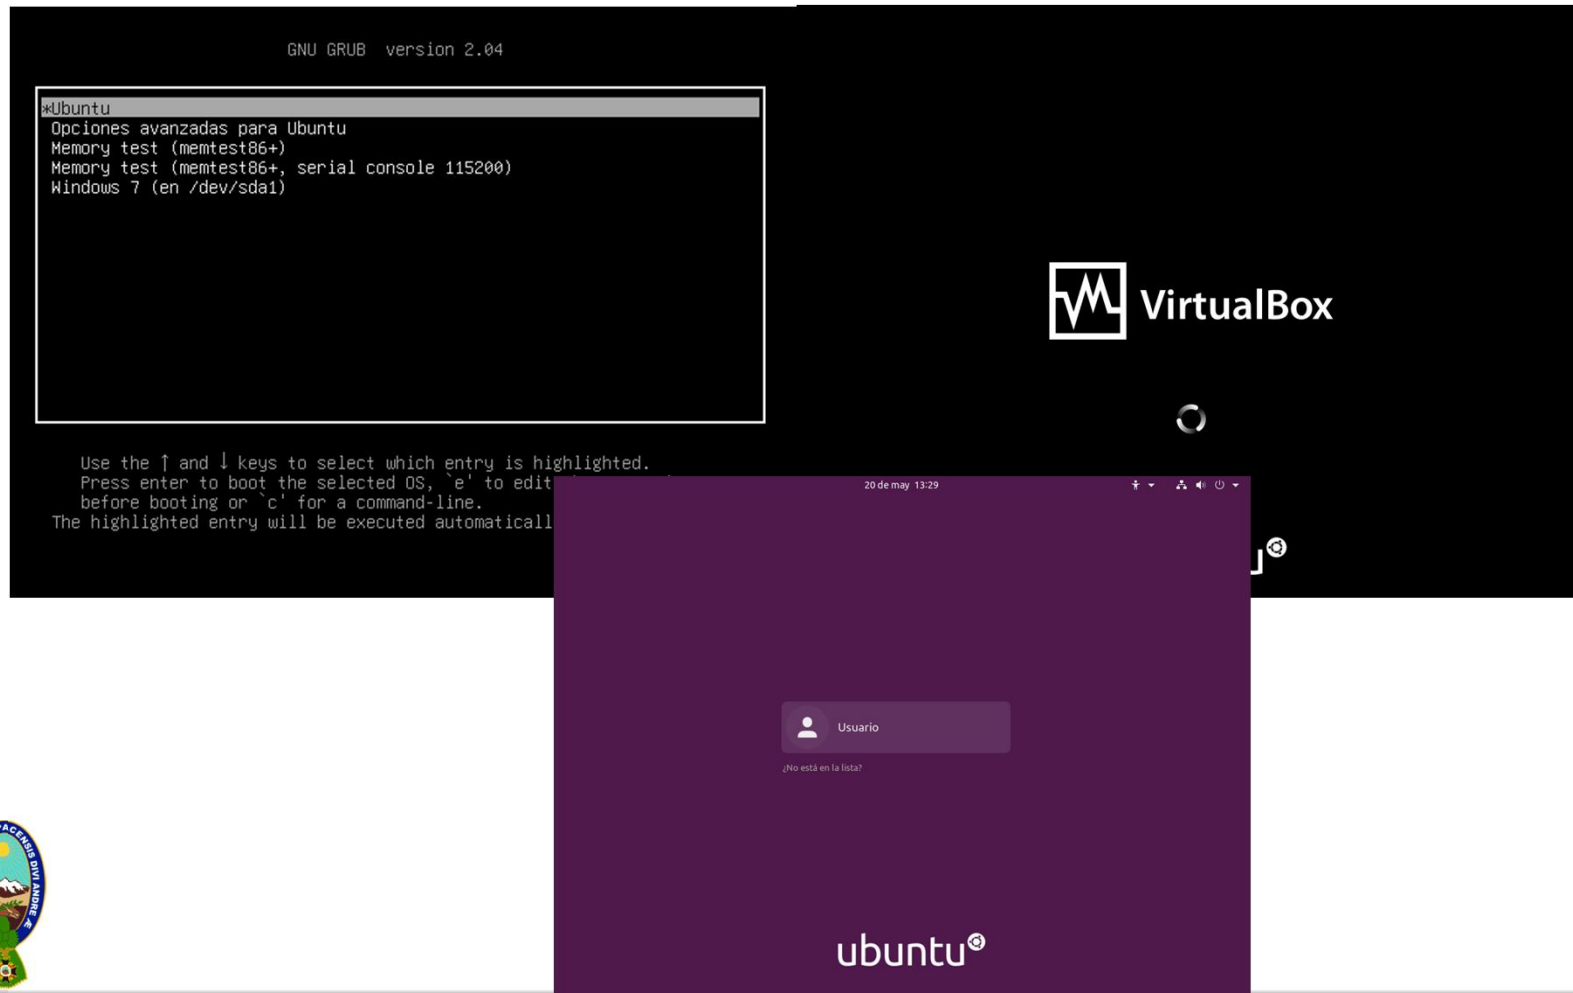 GNU GRUB version 2.04
*Ubuntu
Opciones avanzadas para Ubuntu
Memory test (memtest86+)
Memory test (memtest86+, serial console 115200)
Windows 7 (en /dev/sda1)
Use the ↑ and ↓ keys to select which entry is highlighted.
Press enter to boot the selected OS, `e' to edit
before booting or `c' for a command-line.
The highlighted entry will be executed automaticall
VirtualBox
20 de may 13:29
Usuario
¿No está en la lista?
ubuntu
PACENSIS DIVI ANDRE Æ